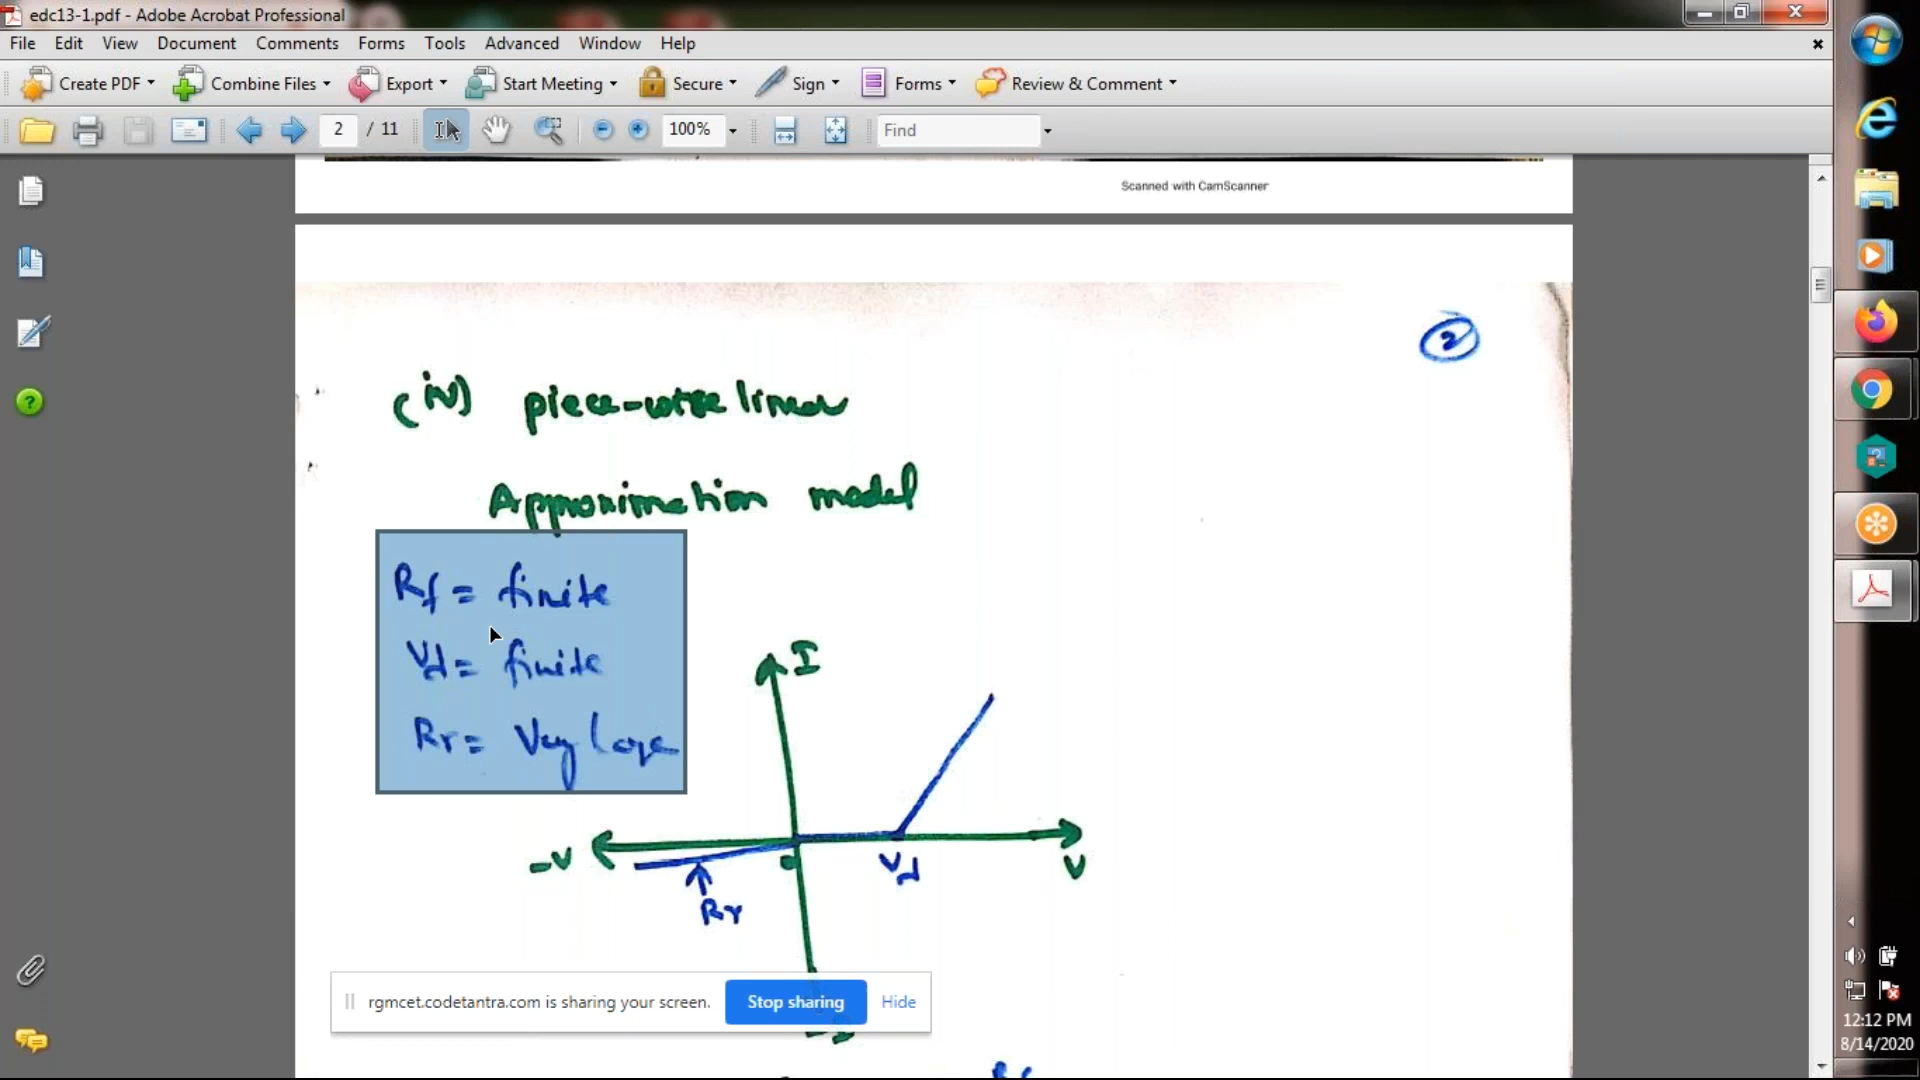 edc13-1.pdf - Adobe Acrobat Professional
File Edit View Document Comments Forms Tools Advanced Window Help
Create PDF Combine Files Export Start Meeting Secure Sign Forms Review & Comment
2 / 11 100% Find
Scanned with CamScanner
2
(iv) piece-wise linear
Approximation model
Rf = finite
Vd = finite
Rr = Very large
I
-V 0 Vd V
Rr
rgmcet.codetantra.com is sharing your screen. Stop sharing Hide
-I
Rf
12:12 PM
8/14/2020